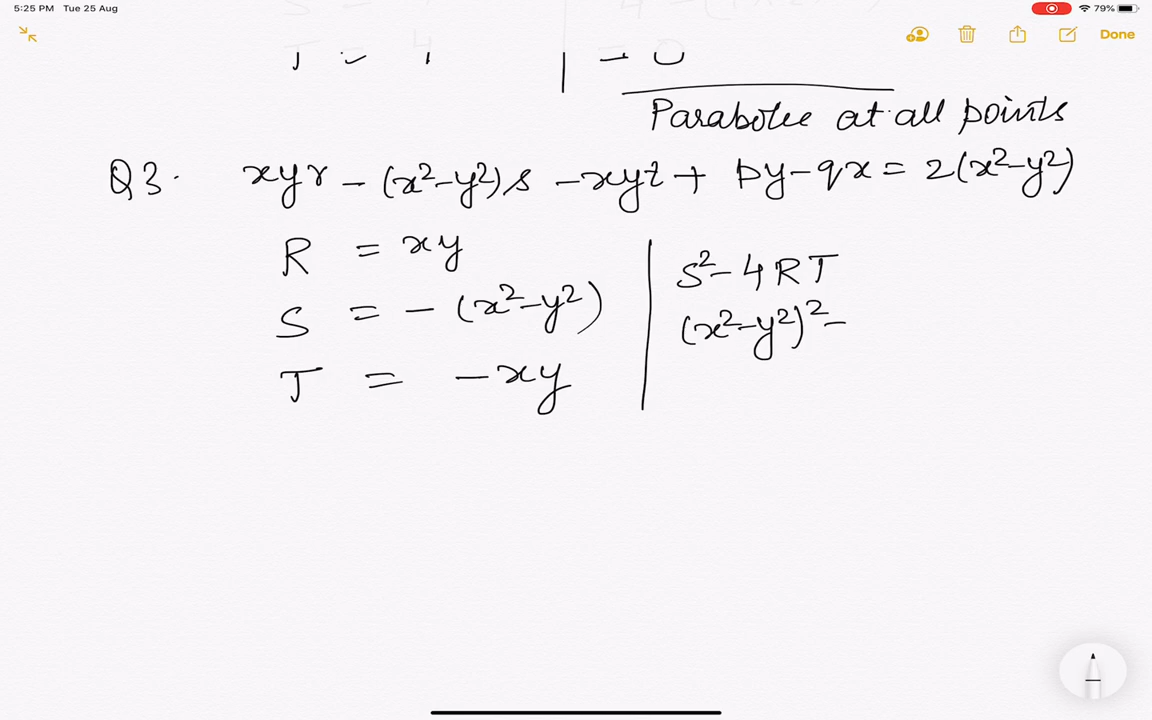 5:25 PM Tue 25 Aug 79%
Done
= 0
Parabolic at all points
Q3. xyr - (x²-y²)s - xyt + py - qx = 2(x²-y²)
R = xy
S = - (x²-y²)
T = - xy
S² - 4RT
(x²-y²)² -